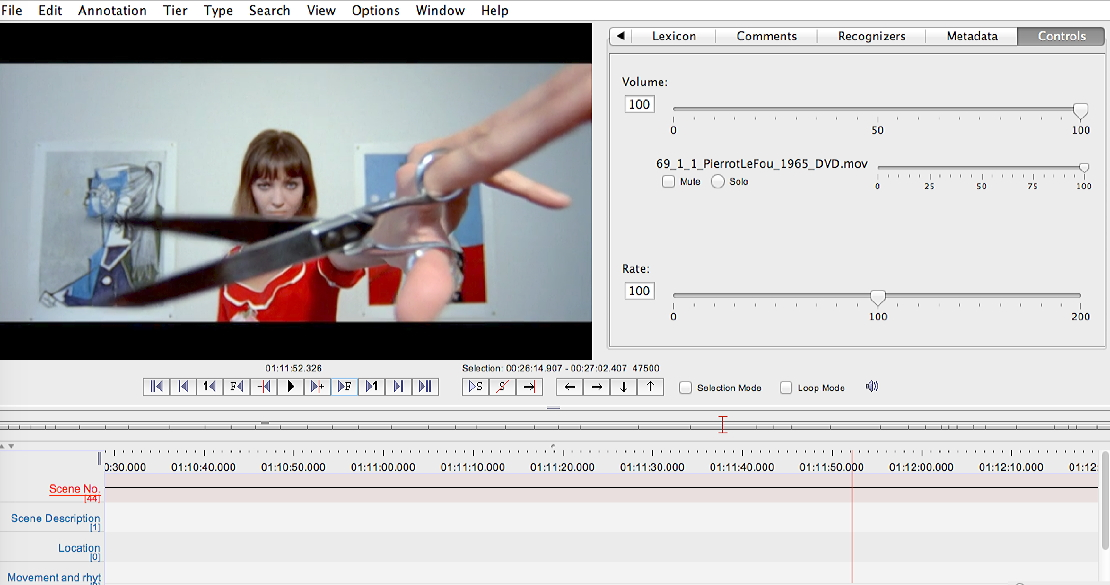 File Edit Annotation Tier Type Search View Options Window Help
Lexicon Comments Recognizers Metadata Controls
Volume:
100
0 50 100
69_1_1_PierrotLeFou_1965_DVD.mov
Mute Solo
0 25 50 75 100
Rate:
100
0 100 200
01:11:52.326
Selection: 00:26:14.907 - 00:27:02.407 47500
1 F + F 1 S S Selection Mode Loop Mode
0:30.000 01:10:40.000 01:10:50.000 01:11:00.000 01:11:10.000 01:11:20.000 01:11:30.000 01:11:40.000 01:11:50.000 01:12:00.000 01:12:10.000 01:12:
Scene No.
[44]
Scene Description
[1]
Location
[0]
Movement and rhyt